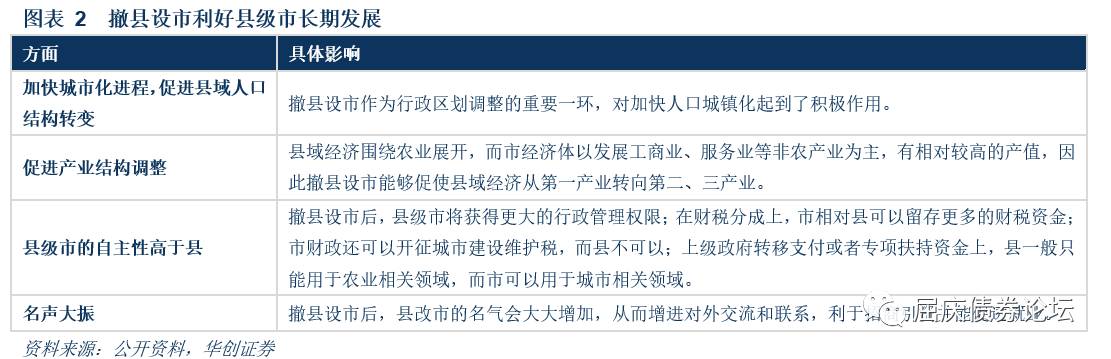 图表 2 撤县设市利好县级市长期发展
方面
具体影响
加快城市化进程，促进县域人口
结构转变
撤县设市作为行政区划调整的重要一环，对加快人口城镇化起到了积极作用。
促进产业结构调整
县域经济围绕农业展开，而市经济体以发展工商业、服务业等非农产业为主，有相对较高的产值，因
此撤县设市能够促使县域经济从第一产业转向第二、三产业。
县级市的自主性高于县
撤县设市后，县级市将获得更大的行政管理权限；在财税分成上，市相对县可以留存更多的财税资金；
市财政还可以开征城市建设维护税，而县不可以；上级政府转移支付或者专项扶持资金上，县一般只
能用于农业相关领域，而市可以用于城市相关领域。
名声大振
撤县设市后，县改市的名气会大大增加，从而增进对外交流和联系，利于招
屈庆债券论坛
资料来源：公开资料，华创证券